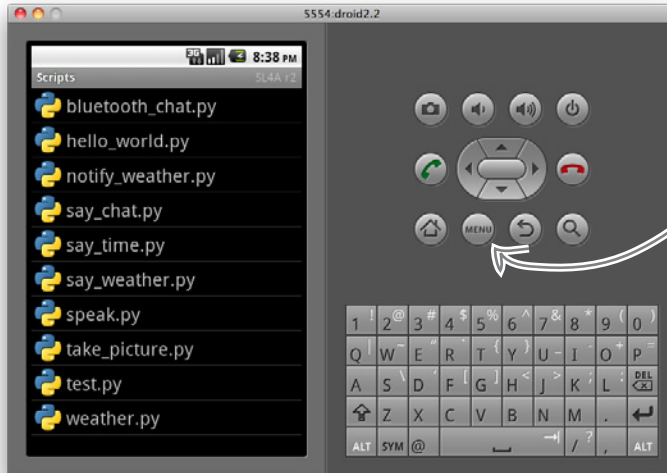 5554:droid2.2
3G 8:38 PM
Scripts SL4A r2
bluetooth_chat.py
hello_world.py
notify_weather.py
say_chat.py
say_time.py
say_weather.py
speak.py
take_picture.py
test.py
weather.py
MENU
1 ! 2 @ 3 # 4 $ 5 % 6 ^ 7 & 8 * 9 ( 0 )
Q | W ~ E " R ` T { Y } U _ I - O + P =
A S \ D ' F [ G ] H < J > K ; L : DEL
Z X C V B N M .
ALT SYM @ / ? , ALT